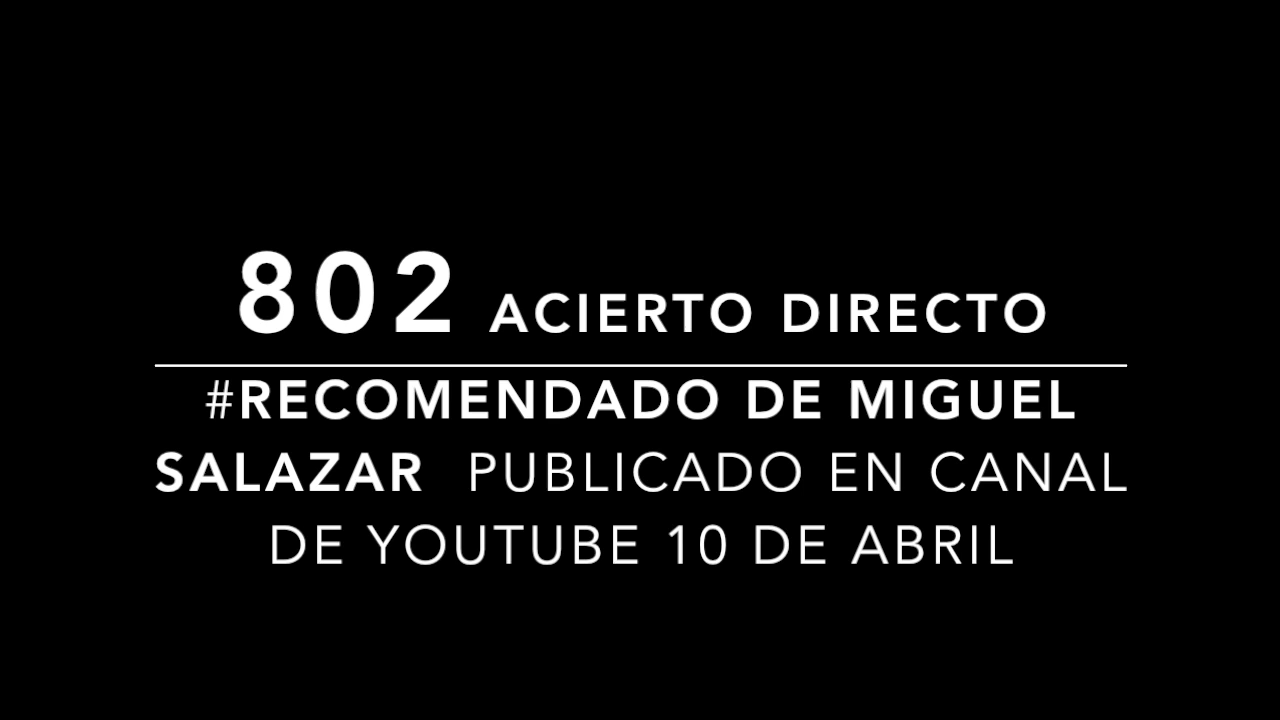 802 ACIERTO DIRECTO
#RECOMENDADO DE MIGUEL
SALAZAR PUBLICADO EN CANAL
DE YOUTUBE 10 DE ABRIL